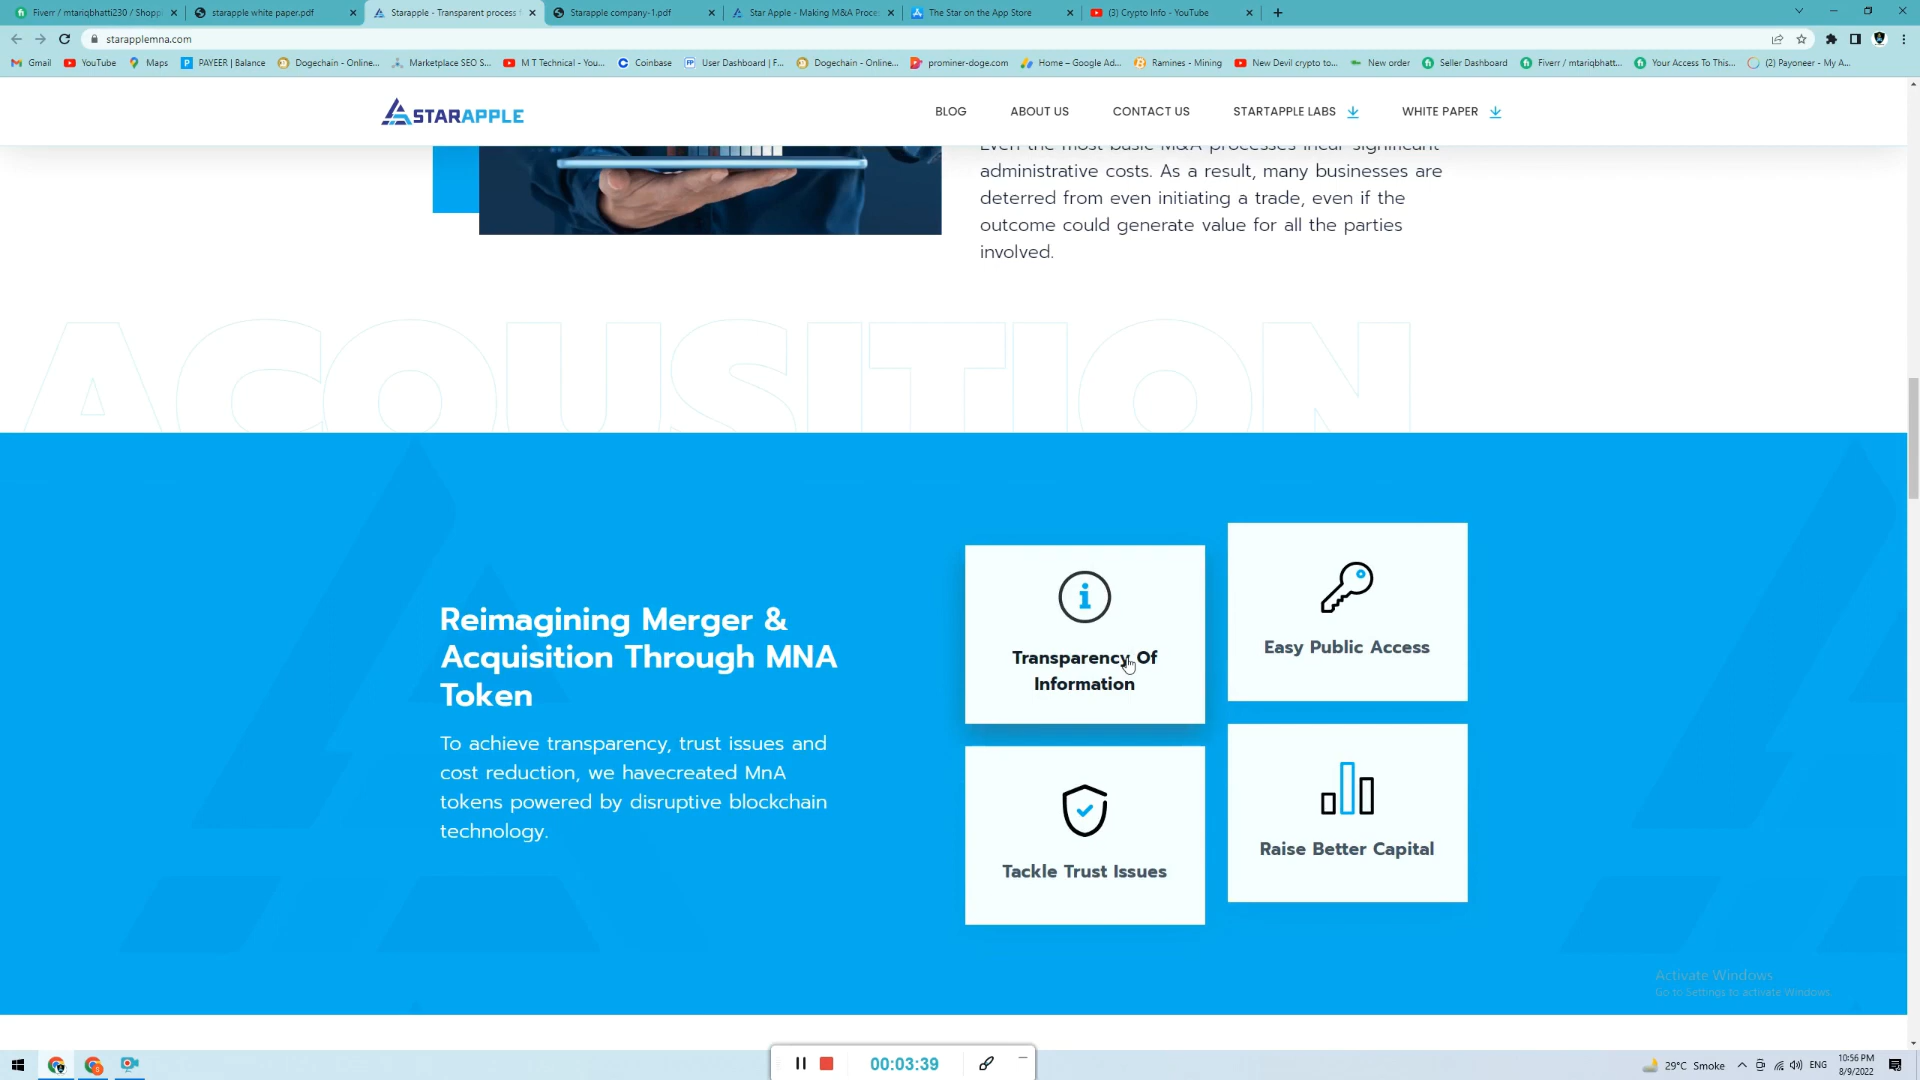 Fiverr / mtariqbhatti230 / Shopp
starapple white paper.pdf
Starapple - Transparent process
Starapple company-1.pdf
Star Apple - Making M&A Proce
The Star on the App Store
(3) Crypto Info - YouTube
starapplemna.com
Gmail
YouTube
Maps
PAYEER | Balance
Dogechain - Online...
Marketplace SEO S...
M T Technical - You...
Coinbase
User Dashboard | F...
Dogechain - Online...
prominer-doge.com
Home – Google Ad...
Ramines - Mining
New Devil crypto to...
New order
Seller Dashboard
Fiverr / mtariqbhatt...
Your Access To This...
(2) Payoneer - My A...
STARAPPLE
BLOG
ABOUT US
CONTACT US
STARTAPPLE LABS
WHITE PAPER
Even the most basic M&A processes incur significant
administrative costs. As a result, many businesses are
deterred from even initiating a trade, even if the
outcome could generate value for all the parties
involved.
ACQUSITION
Reimagining Merger &
Acquisition Through MNA
Token
To achieve transparency, trust issues and
cost reduction, we havecreated MnA
tokens powered by disruptive blockchain
technology.
Transparency Of
Information
Easy Public Access
Tackle Trust Issues
Raise Better Capital
Activate Windows
Go to Settings to activate Windows.
00:03:39
29°C Smoke
ENG
10:56 PM
8/9/2022